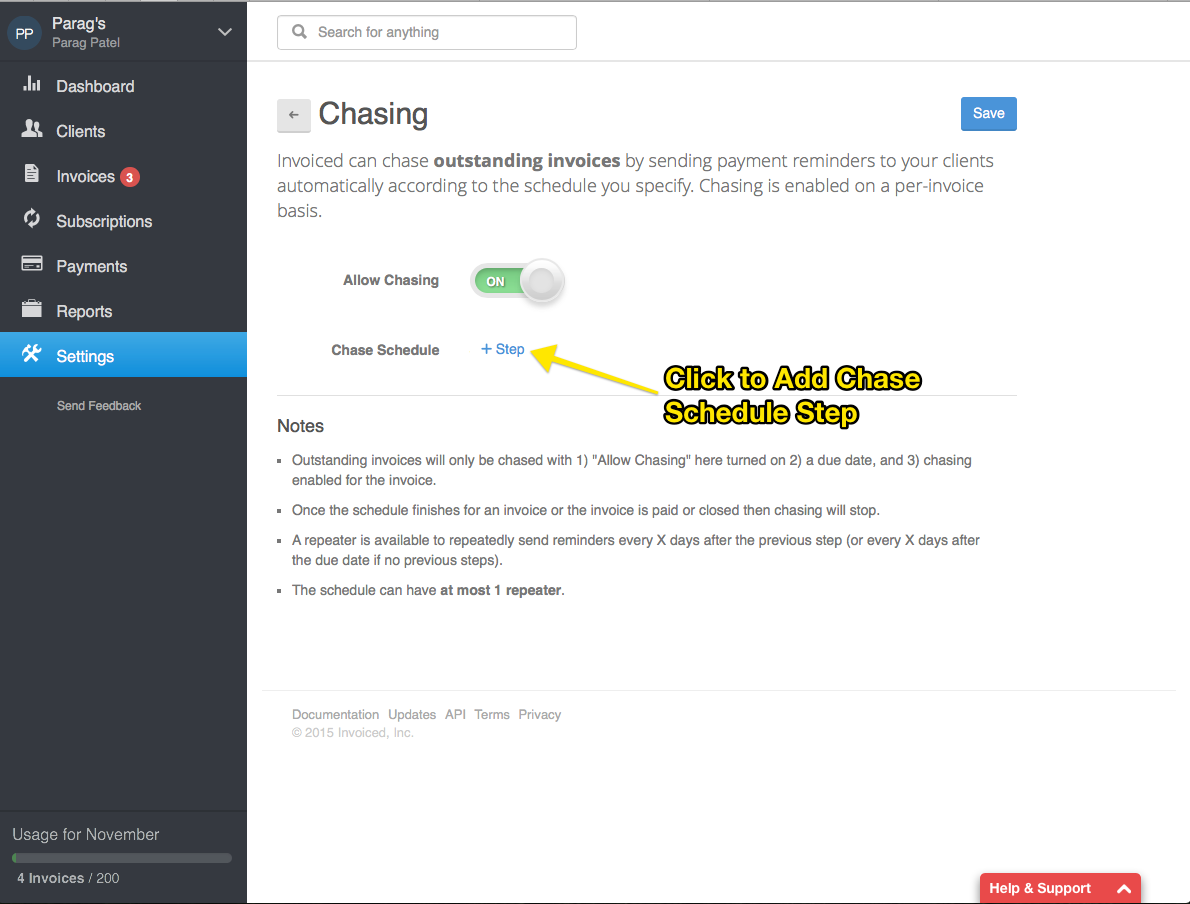 PP
Parag's
Parag Patel
Search for anything
Dashboard
Clients
Invoices 3
Subscriptions
Payments
Reports
Settings
Send Feedback
Usage for November
4 Invoices / 200
← Chasing
Save
Invoiced can chase outstanding invoices by sending payment reminders to your clients
automatically according to the schedule you specify. Chasing is enabled on a per-invoice
basis.
Allow Chasing
ON
Chase Schedule
+ Step
Click to Add Chase
Schedule Step
Notes
▪ Outstanding invoices will only be chased with 1) "Allow Chasing" here turned on 2) a due date, and 3) chasing
enabled for the invoice.
▪ Once the schedule finishes for an invoice or the invoice is paid or closed then chasing will stop.
▪ A repeater is available to repeatedly send reminders every X days after the previous step (or every X days after
the due date if no previous steps).
▪ The schedule can have at most 1 repeater.
Documentation Updates API Terms Privacy
© 2015 Invoiced, Inc.
Help & Support